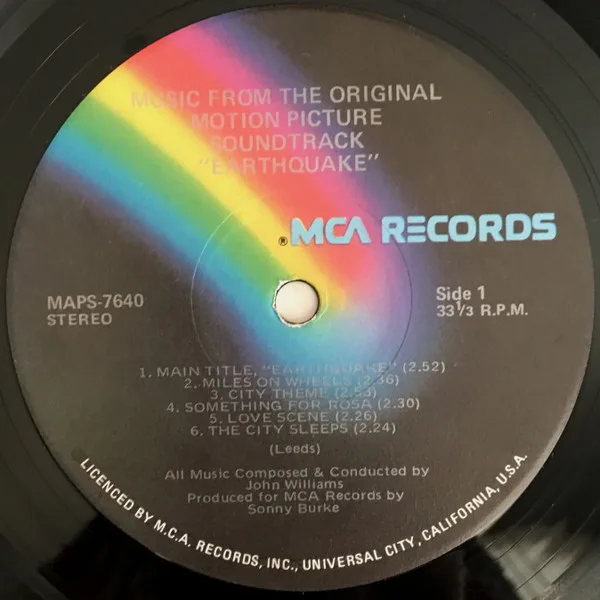 MUSIC FROM THE ORIGINAL
MOTION PICTURE
SOUNDTRACK
"EARTHQUAKE"
®MCA RECORDS
MAPS-7640
STEREO
Side 1
33⅓ R.P.M.
1. MAIN TITLE, "EARTHQUAKE" (2.52)
2. MILES ON WHEELS (2.36)
3. CITY THEME (2.53)
4. SOMETHING FOR ROSA (2.30)
5. LOVE SCENE (2.26)
6. THE CITY SLEEPS (2.24)
(Leeds)
All Music Composed & Conducted by
John Williams
Produced for MCA Records by
Sonny Burke
LICENCED BY M.C.A. RECORDS, INC., UNIVERSAL CITY, CALIFORNIA, U.S.A.